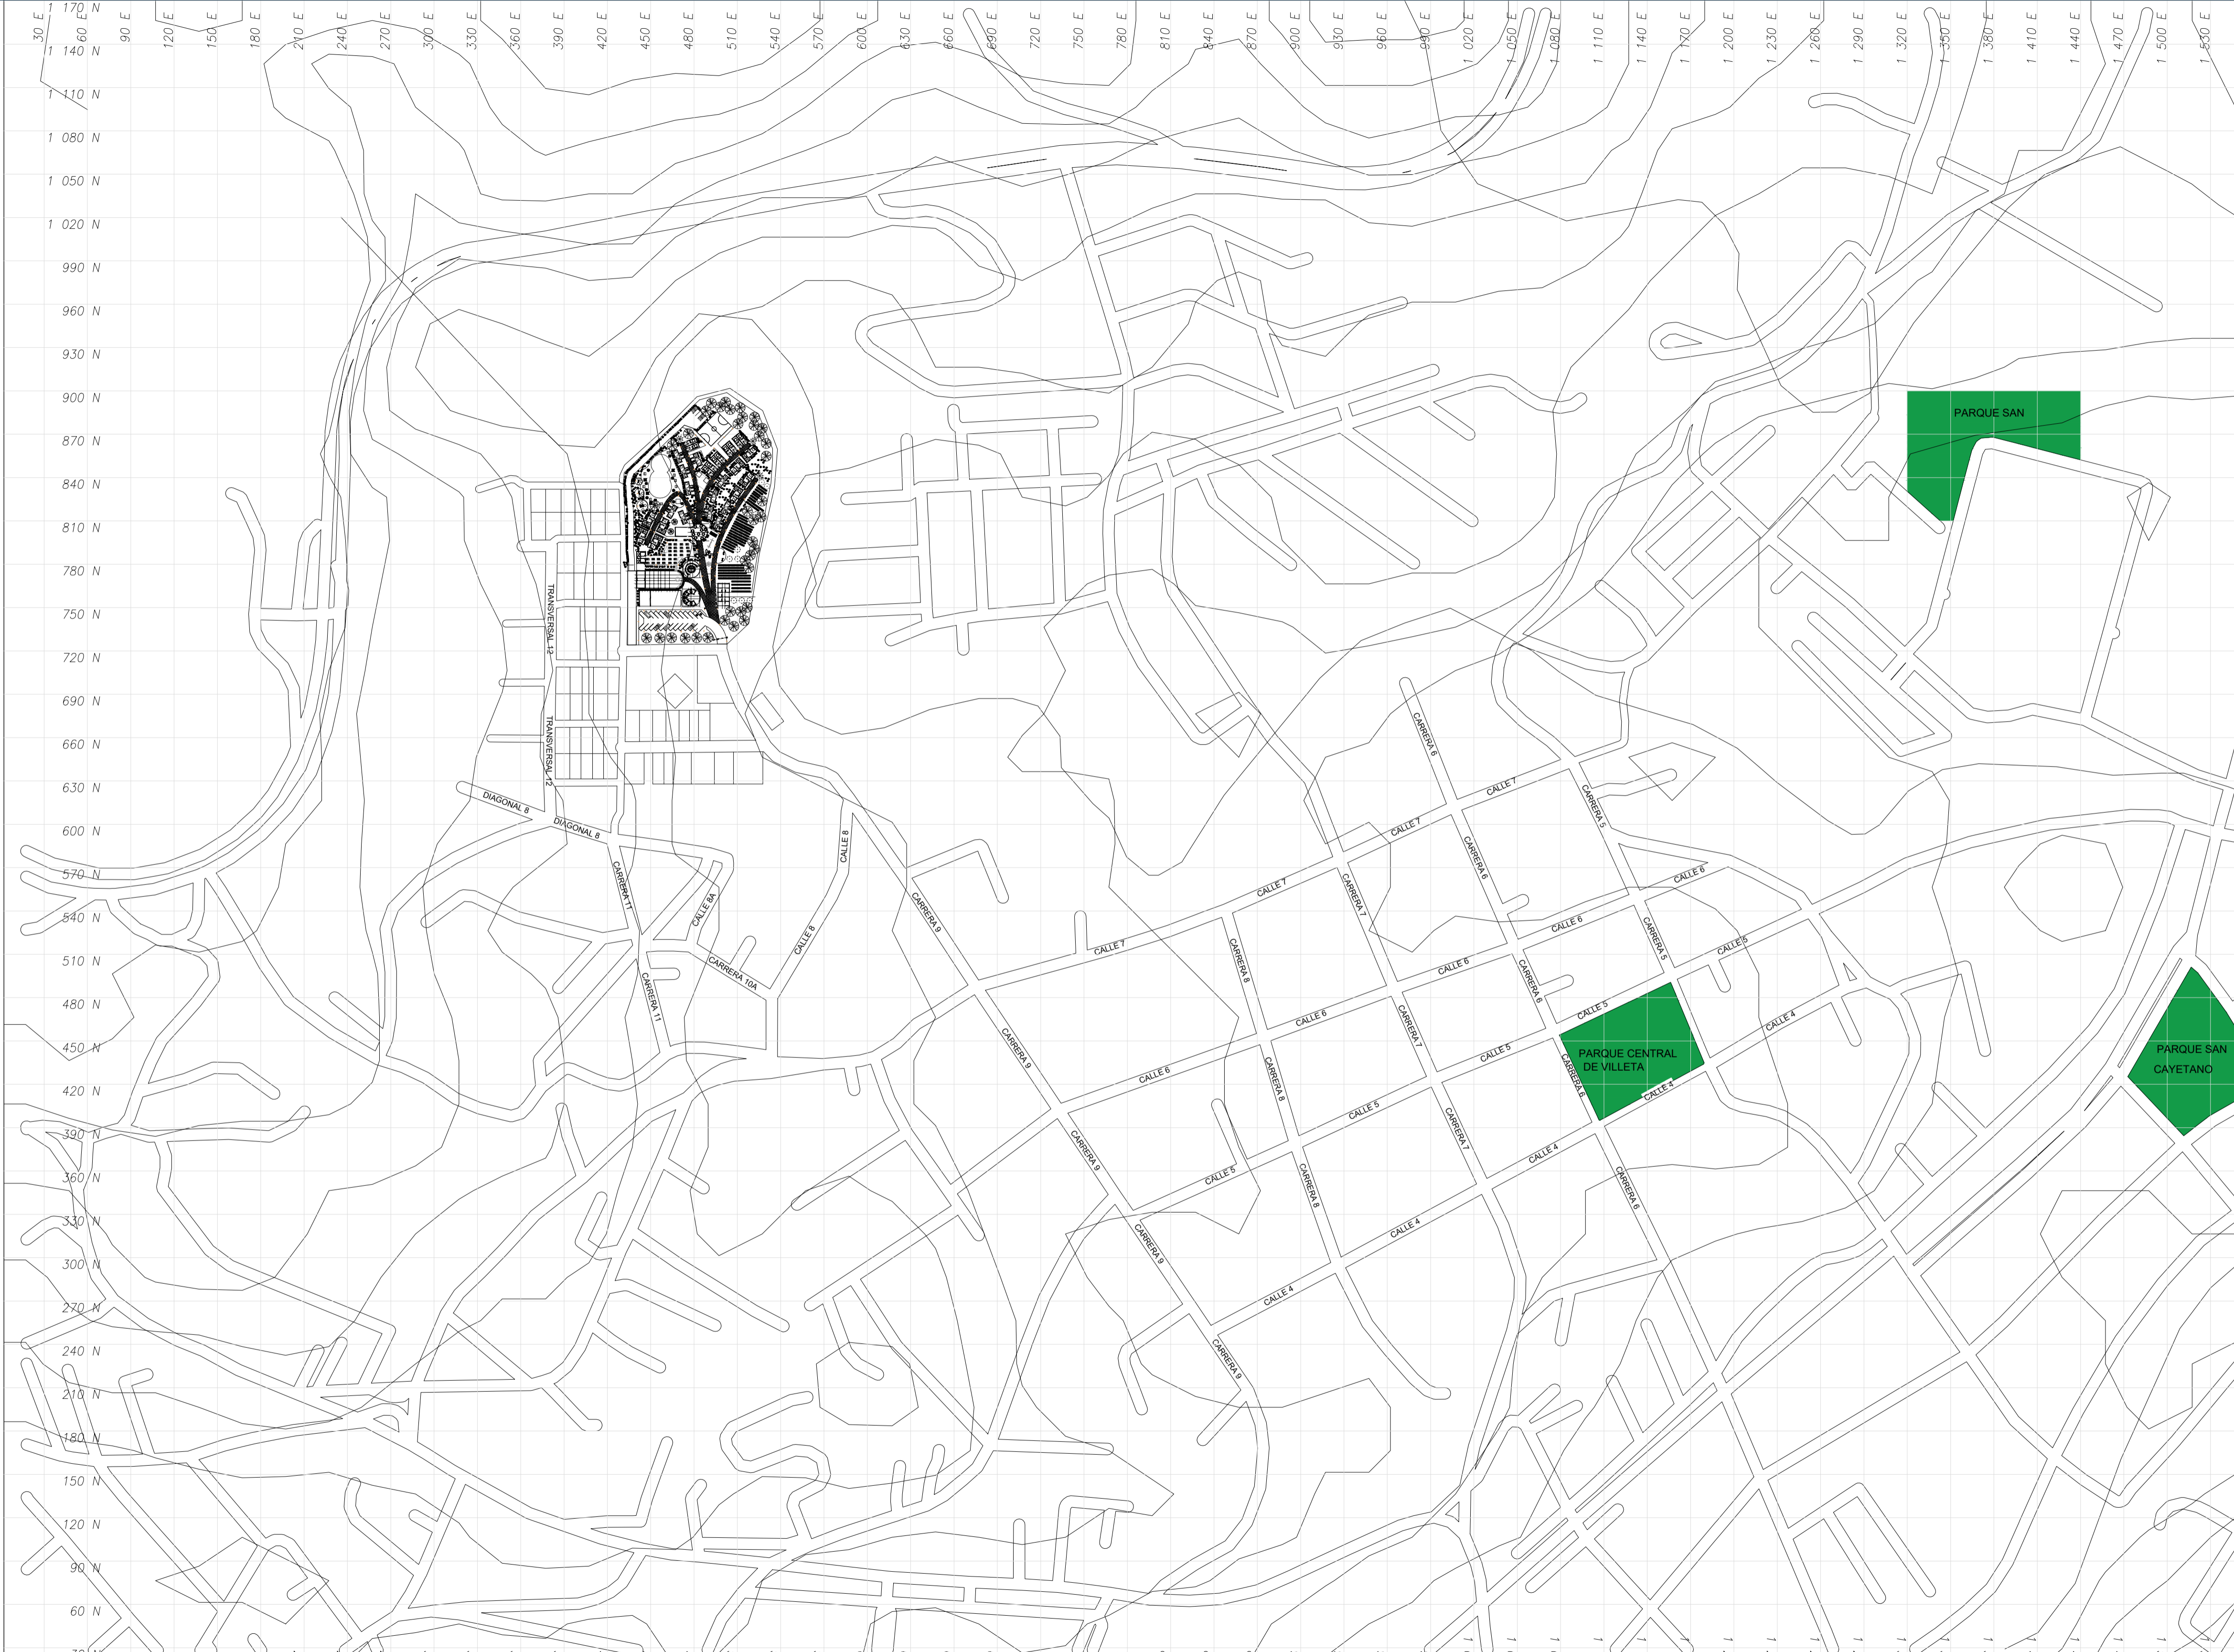 30 E
60 E
90 E
120 E
150 E
180 E
210 E
240 E
270 E
300 E
330 E
360 E
390 E
420 E
450 E
480 E
510 E
540 E
570 E
600 E
630 E
660 E
690 E
720 E
750 E
780 E
810 E
840 E
870 E
900 E
930 E
960 E
990 E
1 020 E
1 050 E
1 080 E
1 110 E
1 140 E
1 170 E
1 200 E
1 230 E
1 260 E
1 290 E
1 320 E
1 350 E
1 380 E
1 410 E
1 440 E
1 470 E
1 500 E
1 530 E
1 170 N
1 140 N
1 110 N
1 080 N
1 050 N
1 020 N
990 N
960 N
930 N
900 N
870 N
840 N
810 N
780 N
750 N
720 N
690 N
660 N
630 N
600 N
570 N
540 N
510 N
480 N
450 N
420 N
390 N
360 N
330 N
300 N
270 N
240 N
210 N
180 N
150 N
120 N
90 N
60 N
PARQUE SAN
TRANSVERSAL 12
TRANSVERSAL 12
DIAGONAL 8
DIAGONAL 8
CARRERA 11
CALLE 8A
CARRERA 10A
CARRERA 11
CALLE 8
CALLE 8
CARRERA 9
CARRERA 9
CARRERA 9
CARRERA 9
CARRERA 9
CALLE 7
CALLE 7
CALLE 7
CALLE 7
CARRERA 8
CARRERA 8
CARRERA 8
CARRERA 7
CARRERA 7
CARRERA 7
CARRERA 6
CARRERA 6
CARRERA 6
CARRERA 6
CARRERA 6
CARRERA 5
CARRERA 5
CALLE 6
CALLE 6
CALLE 6
CALLE 6
CALLE 6
CALLE 5
CALLE 5
CALLE 5
CALLE 5
CALLE 5
CALLE 4
CALLE 4
CALLE 4
CALLE 4
CALLE 4
PARQUE CENTRAL
DE VILLETA
PARQUE SAN
CAYETANO